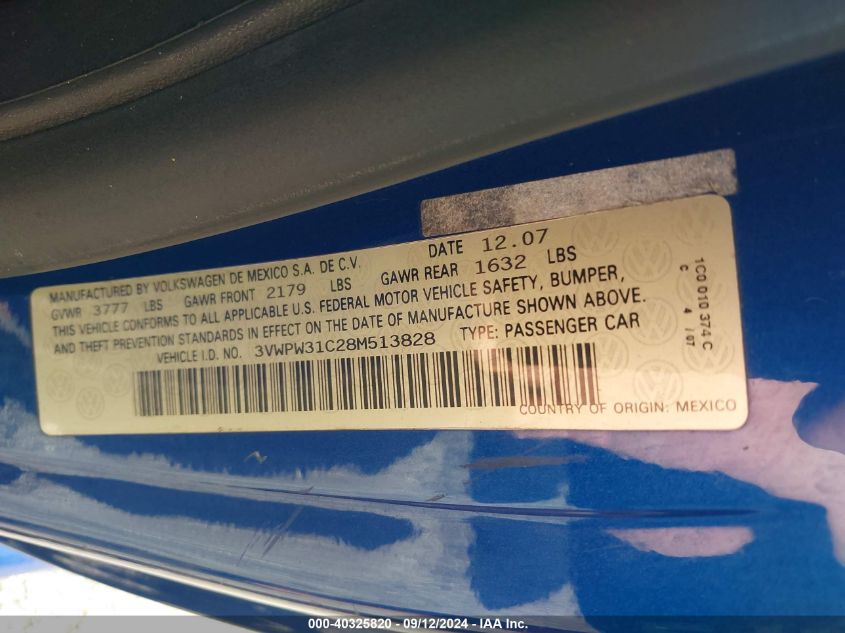 MANUFACTURED BY VOLKSWAGEN DE MEXICO S.A. DE C.V. DATE 12.07
GVWR 3777 LBS GAWR FRONT 2179 LBS GAWR REAR 1632 LBS
THIS VEHICLE CONFORMS TO ALL APPLICABLE U.S. FEDERAL MOTOR VEHICLE SAFETY, BUMPER,
AND THEFT PREVENTION STANDARDS IN EFFECT ON THE DATE OF MANUFACTURE SHOWN ABOVE.
VEHICLE I.D. NO. 3VWPW31C28M513828 TYPE: PASSENGER CAR
COUNTRY OF ORIGIN: MEXICO
1C0 010 374 C
C 4 / 07
000-40325820 - 09/12/2024 - IAA Inc.